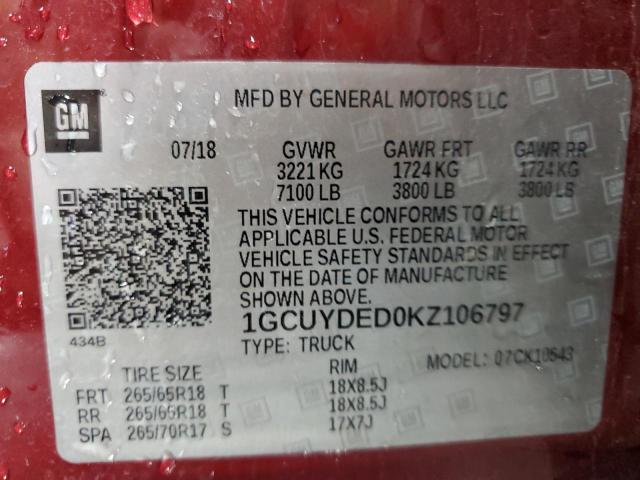 GM
MFD BY GENERAL MOTORS LLC
07/18 GVWR GAWR FRT GAWR RR
3221 KG 1724 KG 1724 KG
7100 LB 3800 LB 3800 LB
THIS VEHICLE CONFORMS TO ALL
APPLICABLE U.S. FEDERAL MOTOR
VEHICLE SAFETY STANDARDS IN EFFECT
ON THE DATE OF MANUFACTURE
SHOWN ABOVE.
434B
1GCUYDED0KZ106797
TYPE: TRUCK
MODEL: 07CK10543
TIRE SIZE RIM
FRT 265/65R18 T 18X8.5J
RR 265/65R18 T 18X8.5J
SPA 265/70R17 S 17X7J